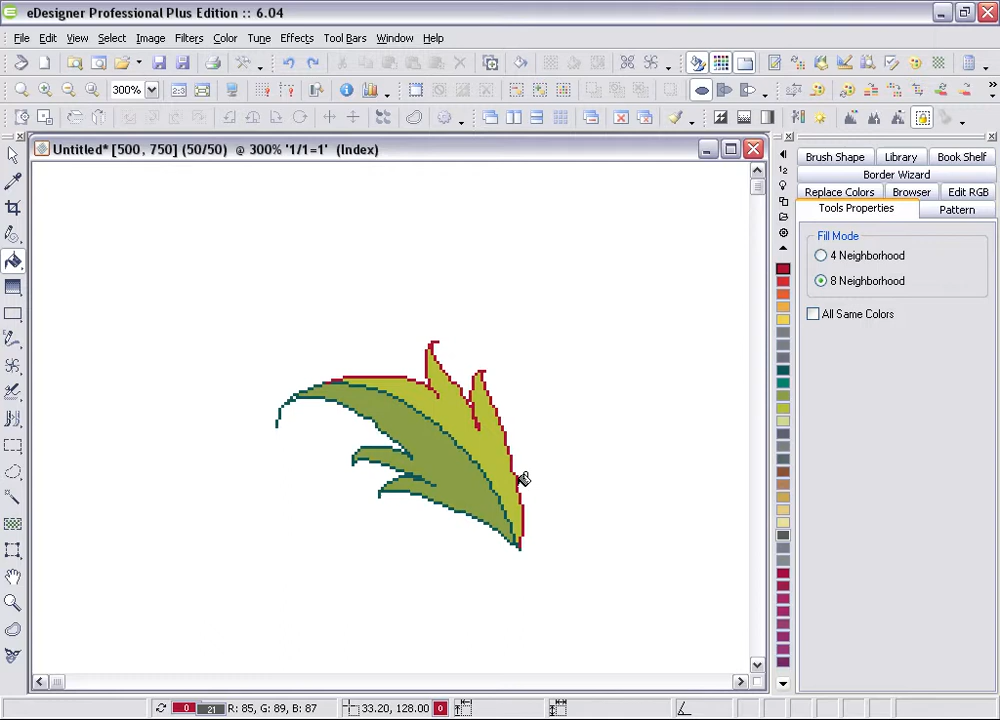 eDesigner Professional Plus Edition :: 6.04
File Edit View Select Image Filters Color Tune Effects Tool Bars Window Help
300%
Untitled* [500, 750] (50/50) @ 300% '1/1=1' (Index)
Brush Shape Library Book Shelf
Border Wizard
Replace Colors Browser Edit RGB
Tools Properties Pattern
Fill Mode
4 Neighborhood
8 Neighborhood
All Same Colors
0 21 R: 85, G: 89, B: 87 33.20, 128.00 0